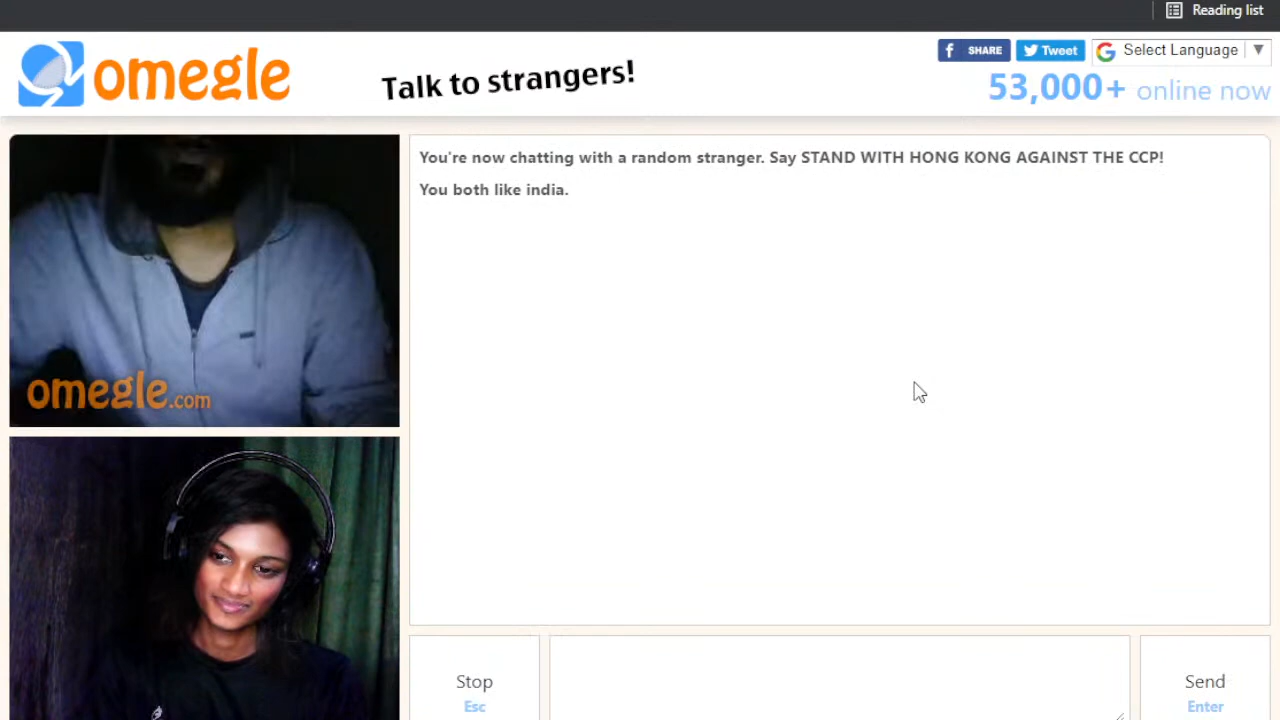 Reading list
omegle
Talk to strangers!
SHARE
Tweet
Select Language
53,000+ online now
You're now chatting with a random stranger. Say STAND WITH HONG KONG AGAINST THE CCP!
You both like india.
omegle.com
Stop
Esc
Send
Enter